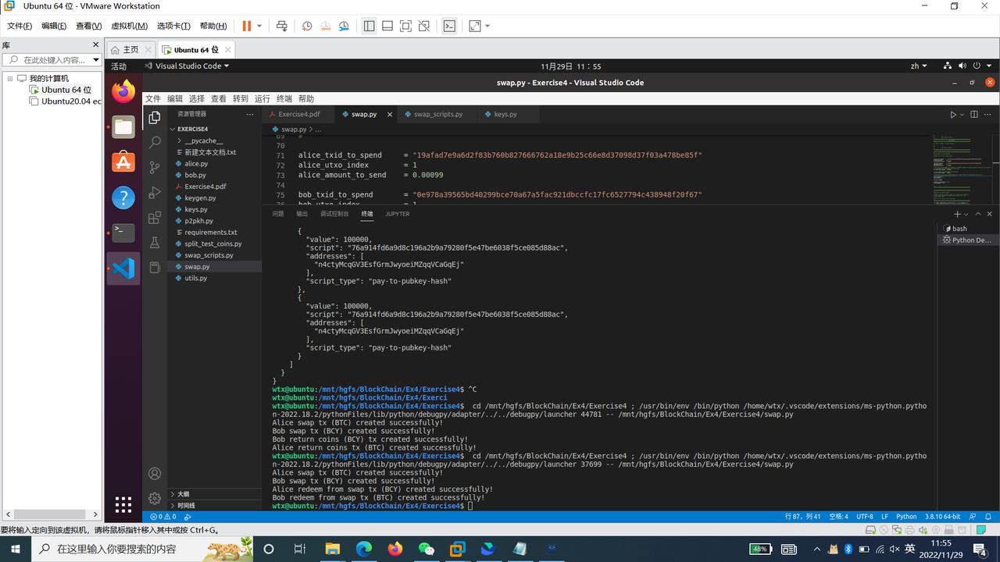 Ubuntu 64 位 - VMware Workstation
文件(F) 编辑(E) 查看(V) 虚拟机(M) 选项卡(T) 帮助(H)
库
在此处键入内容...
我的计算机
Ubuntu 64 位
Ubuntu20.04 ec
主页 Ubuntu 64 位
活动 Visual Studio Code 11月29日 11：55 zh
swap.py - Exercise4 - Visual Studio Code
文件 编辑 选择 查看 转到 运行 终端 帮助
资源管理器
EXERCISE4
__pycache__
新建文本文档.txt
alice.py
bob.py
Exercise4.pdf
keygen.py
keys.py
p2pkh.py
requirements.txt
split_test_coins.py
swap_scripts.py
swap.py
utils.py
大纲
时间线
Exercise4.pdf swap.py swap_scripts.py keys.py
swap.py > ...
69 #
70
71 alice_txid_to_spend = "19afad7e9a6d2f83b760b827666762a18e9b25c66e8d37098d37f03a478be85f"
72 alice_utxo_index = 1
73 alice_amount_to_send = 0.00099
74
75 bob_txid_to_spend = "0e978a39565bd40299bce70a67a5fac921dbccfc17fc6527794c438948f20f67"
76 bob_utxo_index = 1
问题 输出 调试控制台 终端 JUPYTER
bash
Python De...
{
"value": 100000,
"script": "76a914fd6a9d8c196a2b9a79280f5e47be6038f5ce085d88ac",
"addresses": [
"n4ctyMcqGV3EsfGrmJwyoeiMZqqVCaGqEj"
],
"script_type": "pay-to-pubkey-hash"
},
{
"value": 100000,
"script": "76a914fd6a9d8c196a2b9a79280f5e47be6038f5ce085d88ac",
"addresses": [
"n4ctyMcqGV3EsfGrmJwyoeiMZqqVCaGqEj"
],
"script_type": "pay-to-pubkey-hash"
}
]
}
}
wtx@ubuntu:/mnt/hgfs/BlockChain/Ex4/Exercise4$ ^C
wtx@ubuntu:/mnt/hgfs/BlockChain/Ex4/Exerci
wtx@ubuntu:/mnt/hgfs/BlockChain/Ex4/Exercise4$ cd /mnt/hgfs/BlockChain/Ex4/Exercise4 ; /usr/bin/env /bin/python /home/wtx/.vscode/extensions/ms-python.pytho
n-2022.18.2/pythonFiles/lib/python/debugpy/adapter/../../debugpy/launcher 44781 -- /mnt/hgfs/BlockChain/Ex4/Exercise4/swap.py
Alice swap tx (BTC) created successfully!
Bob swap tx (BCY) created successfully!
Bob return coins (BCY) tx created successfully!
Alice return coins tx (BTC) created successfully!
wtx@ubuntu:/mnt/hgfs/BlockChain/Ex4/Exercise4$ cd /mnt/hgfs/BlockChain/Ex4/Exercise4 ; /usr/bin/env /bin/python /home/wtx/.vscode/extensions/ms-python.pytho
n-2022.18.2/pythonFiles/lib/python/debugpy/adapter/../../debugpy/launcher 37699 -- /mnt/hgfs/BlockChain/Ex4/Exercise4/swap.py
Alice swap tx (BTC) created successfully!
Bob swap tx (BCY) created successfully!
Alice redeem from swap tx (BCY) created successfully!
Bob redeem from swap tx (BTC) created successfully!
wtx@ubuntu:/mnt/hgfs/BlockChain/Ex4/Exercise4$
0 0 行 87，列 41 空格: 4 UTF-8 LF Python 3.8.10 64-bit
要将输入定向到该虚拟机，请将鼠标指针移入其中或按 Ctrl+G。
在这里输入你要搜索的内容
48% 英 11:55
2022/11/29
4